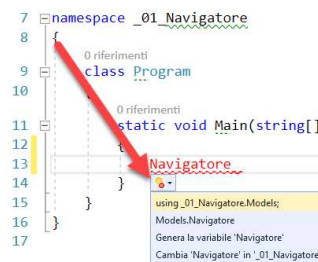 7 namespace _01_Navigatore
8 {
0 riferimenti
9 class Program
10
0 riferimenti
11 static void Main(string[]
12 {
13 Navigatore
14 }
15 }
16 }
17
using _01_Navigatore.Models;
Models.Navigatore
Genera la variabile 'Navigatore'
Cambia 'Navigatore' in '_01_Navigatore